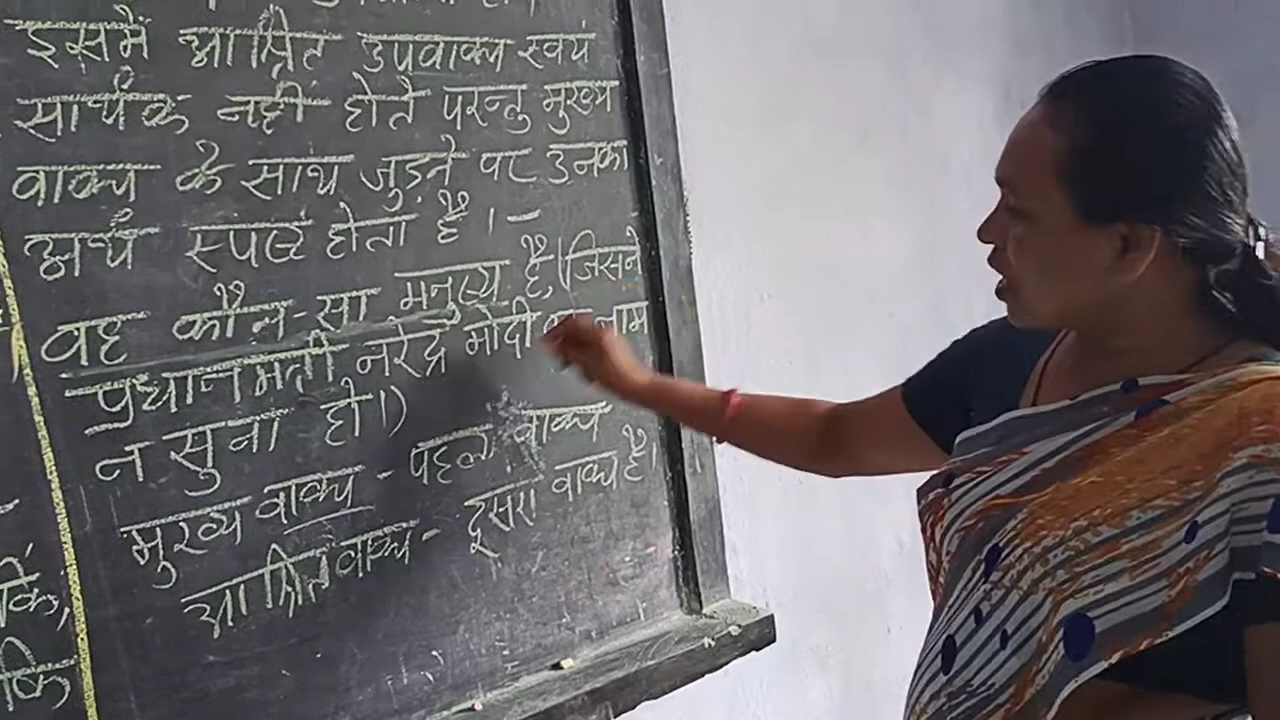 इसमें आश्रित उपवाक्य स्वयं
सार्थक नहीं होते परन्तु मुख्य
वाक्य के साथ जुड़ने पर उनका
अर्थ स्पष्ट होता है। -
वह कौन-सा मनुष्य है, (जिसने
प्रधानमंत्री नरेंद्र मोदी नाम
न सुना हो।)
मुख्य वाक्य - पहला वाक्य
आश्रित वाक्य - दूसरा वाक्य है।
कि,
कि